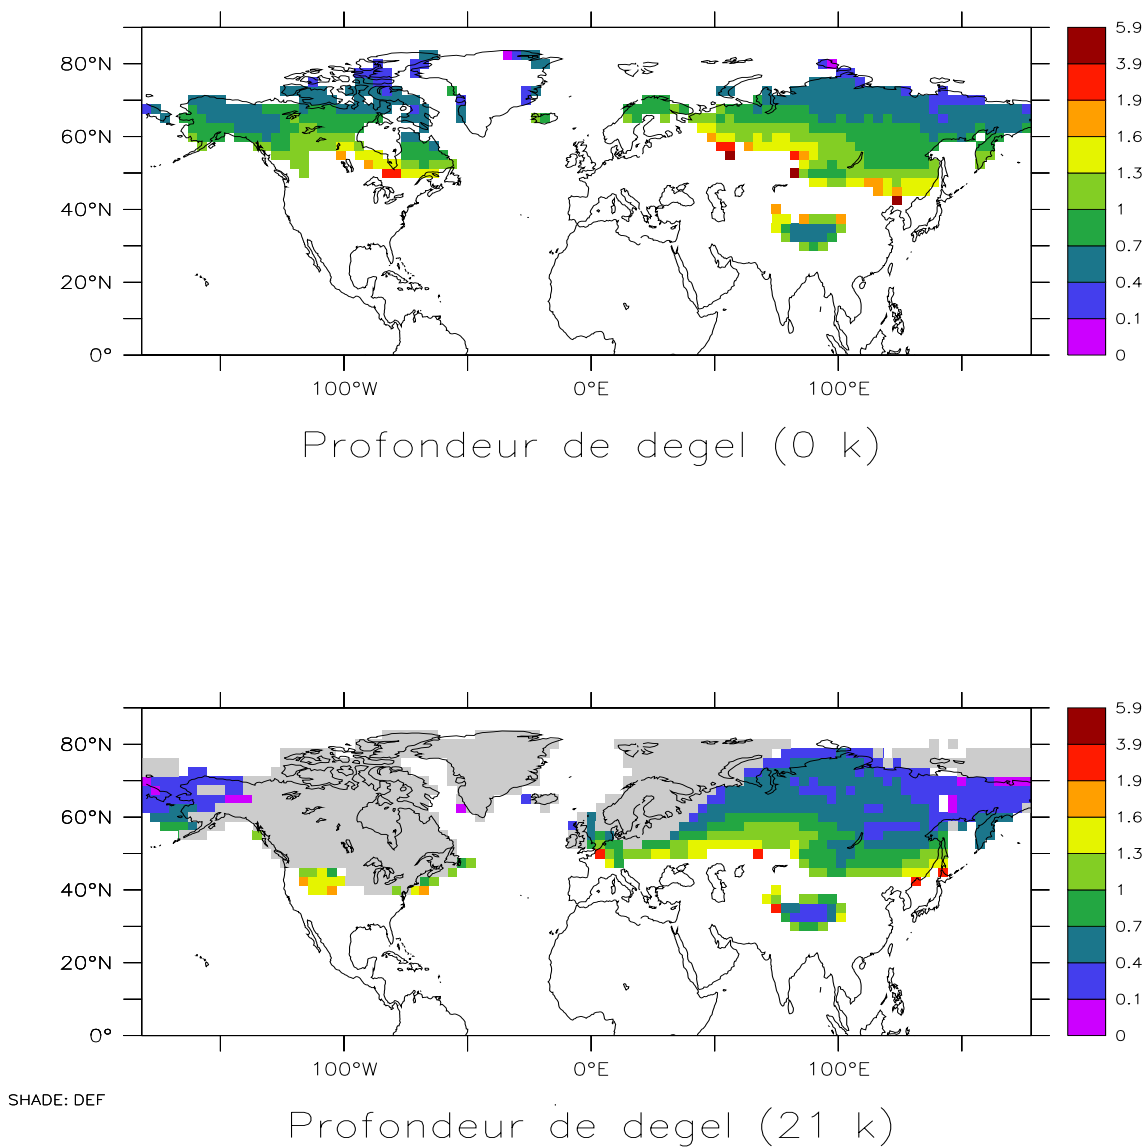 5.9
80°N
3.9
1.9
60°N
1.6
1.3
40°N
1
0.7
20°N
0.4
0.1
0°
0
100°W 0°E 100°E
Profondeur de degel (0 k)
5.9
80°N
3.9
1.9
60°N
1.6
1.3
40°N
1
0.7
20°N
0.4
0.1
0°
0
100°W 0°E 100°E
SHADE: DEF
Profondeur de degel (21 k)